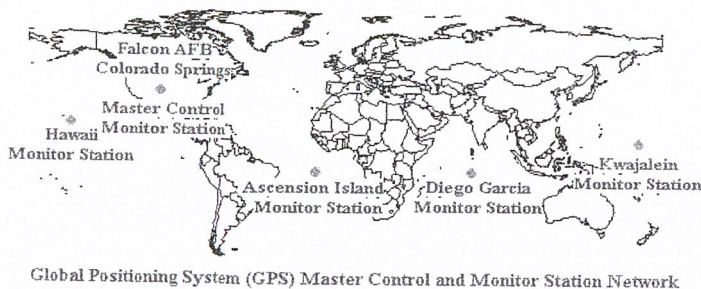 Falcon AFB
Colorado Springs
Master Control
Monitor Station
Hawaii
Monitor Station
Ascension Island
Monitor Station
Diego Garcia
Monitor Station
Kwajalein
Monitor Station
Global Positioning System (GPS) Master Control and Monitor Station Network